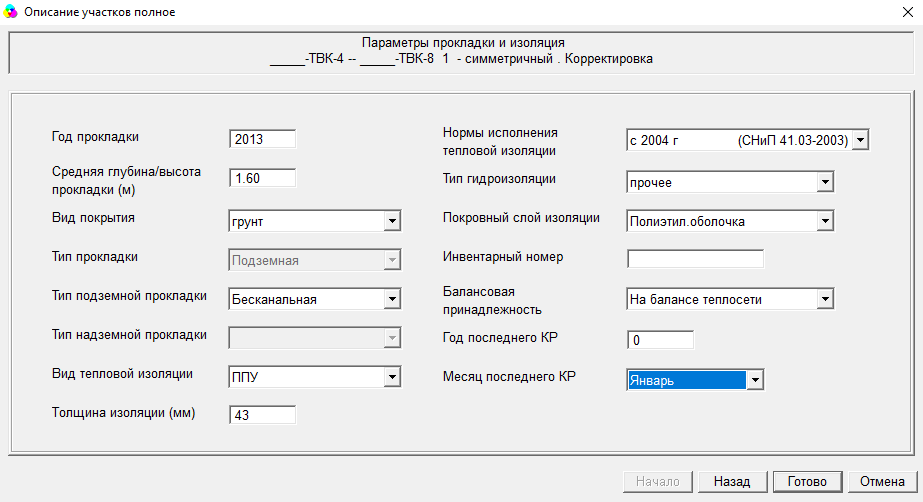 Описание участков полное
Параметры прокладки и изоляция
_____-ТВК-4 -- _____-ТВК-8 1 - симметричный . Корректировка
Год прокладки
2013
Средняя глубина/высота
прокладки (м)
1.60
Вид покрытия
грунт
Тип прокладки
Подземная
Тип подземной прокладки
Бесканальная
Тип надземной прокладки
Вид тепловой изоляции
ППУ
Толщина изоляции (мм)
43
Нормы исполнения
тепловой изоляции
с 2004 г (СНиП 41.03-2003)
Тип гидроизоляции
прочее
Покровный слой изоляции
Полиэтил.оболочка
Инвентарный номер
Балансовая
принадлежность
На балансе теплосети
Год последнего КР
0
Месяц последнего КР
Январь
Начало
Назад
Готово
Отмена